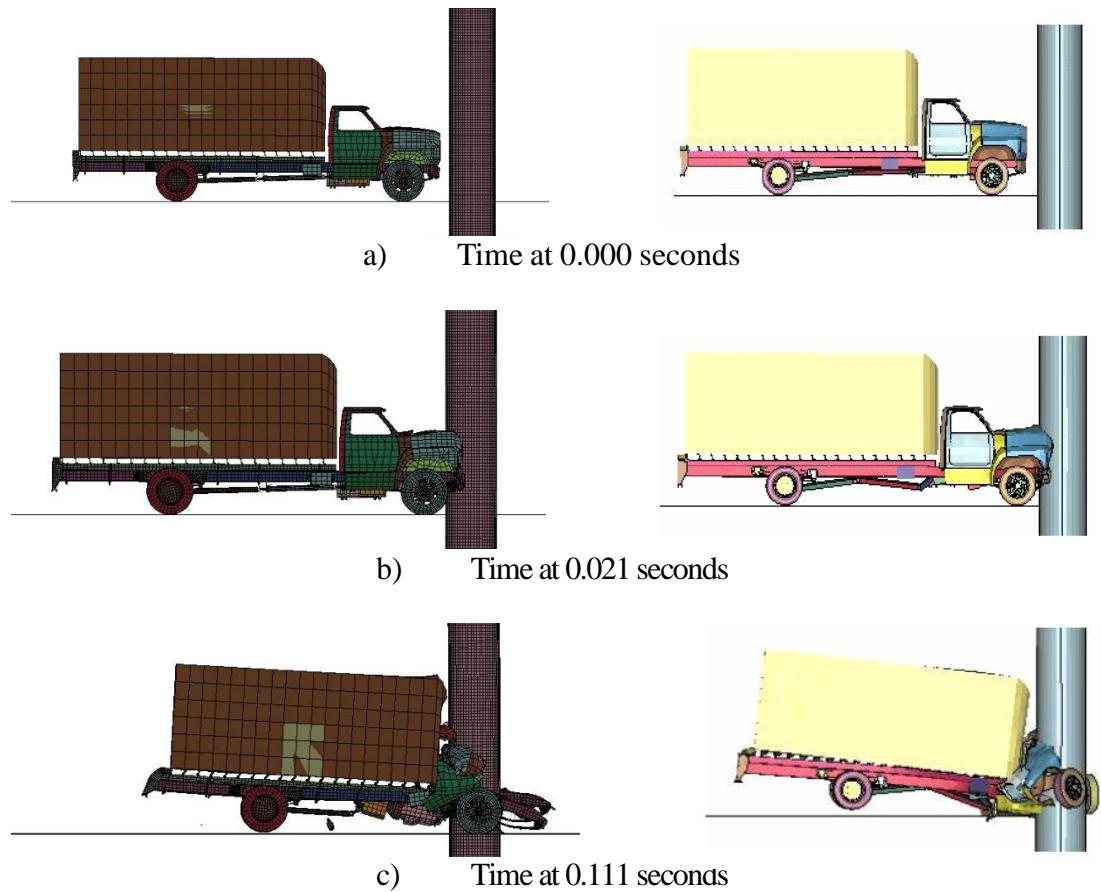 a) Time at 0.000 seconds
b) Time at 0.021 seconds
c) Time at 0.111 seconds